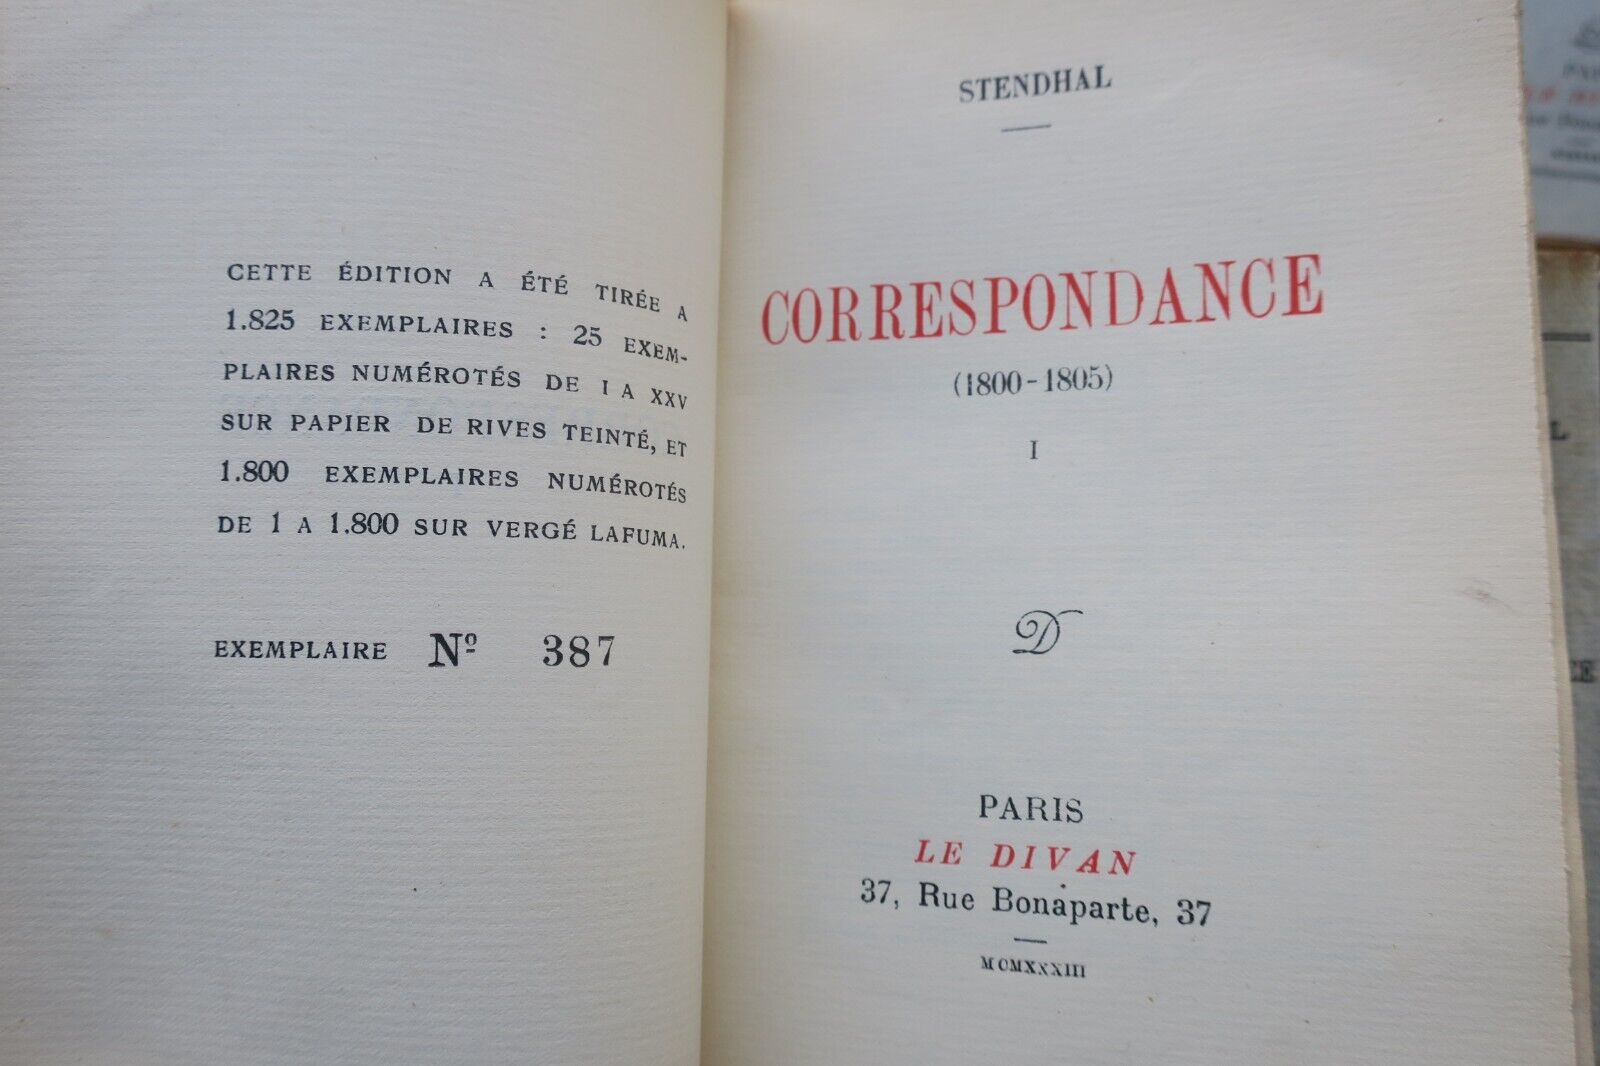 CETTE ÉDITION A ÉTÉ TIRÉE A
1.825 EXEMPLAIRES : 25 EXEM-
PLAIRES NUMÉROTÉS DE I A XXV
SUR PAPIER DE RIVES TEINTÉ, ET
1.800 EXEMPLAIRES NUMÉROTÉS
DE 1 A 1.800 SUR VERGÉ LAFUMA.
EXEMPLAIRE Nº 387
STENDHAL
CORRESPONDANCE
(1800-1805)
I
D
PARIS
LE DIVAN
37, Rue Bonaparte, 37
MCMXXXIII
L
CE